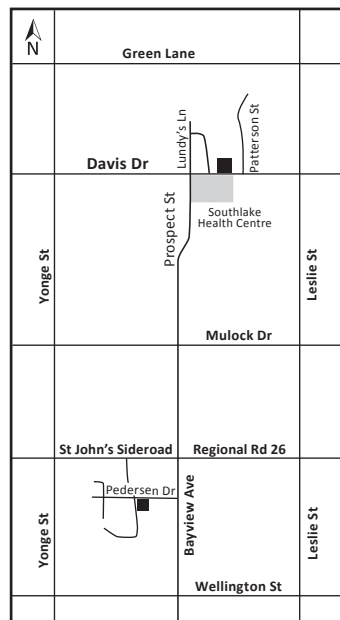 N
Green Lane
Lundy's Ln
Patterson St
Davis Dr
Prospect St
Southlake
Health Centre
Yonge St
Leslie St
Mulock Dr
St John's Sideroad
Regional Rd 26
Pedersen Dr
Bayview Ave
Yonge St
Leslie St
Wellington St